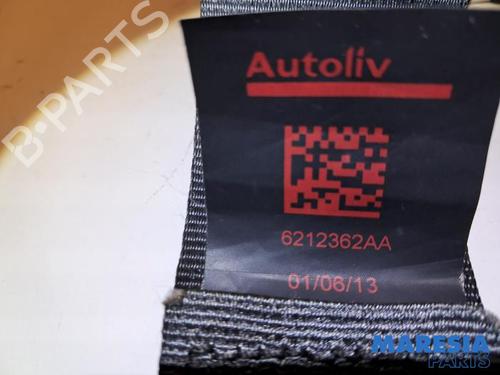 Autoliv
6212362AA
01/06/13
B-PARTS
MARESIA
PARTS